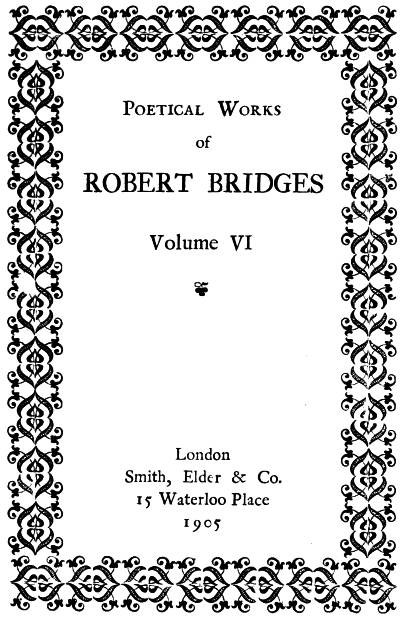 Poetical Works
of
ROBERT BRIDGES
Volume VI
London
Smith, Elder & Co.
15 Waterloo Place
1905